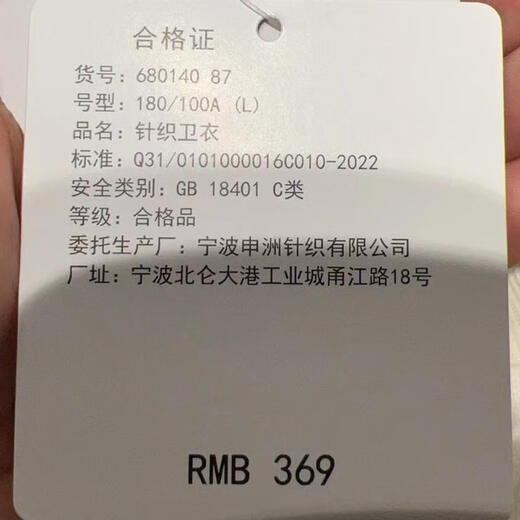 合格证
货号: 680140 87
号型: 180/100A (L)
品名: 针织卫衣
标准: Q31/0101000016C010-2022
安全类别: GB 18401 C类
等级: 合格品
委托生产厂: 宁波申洲针织有限公司
厂址: 宁波北仑大港工业城甬江路18号
RMB 369